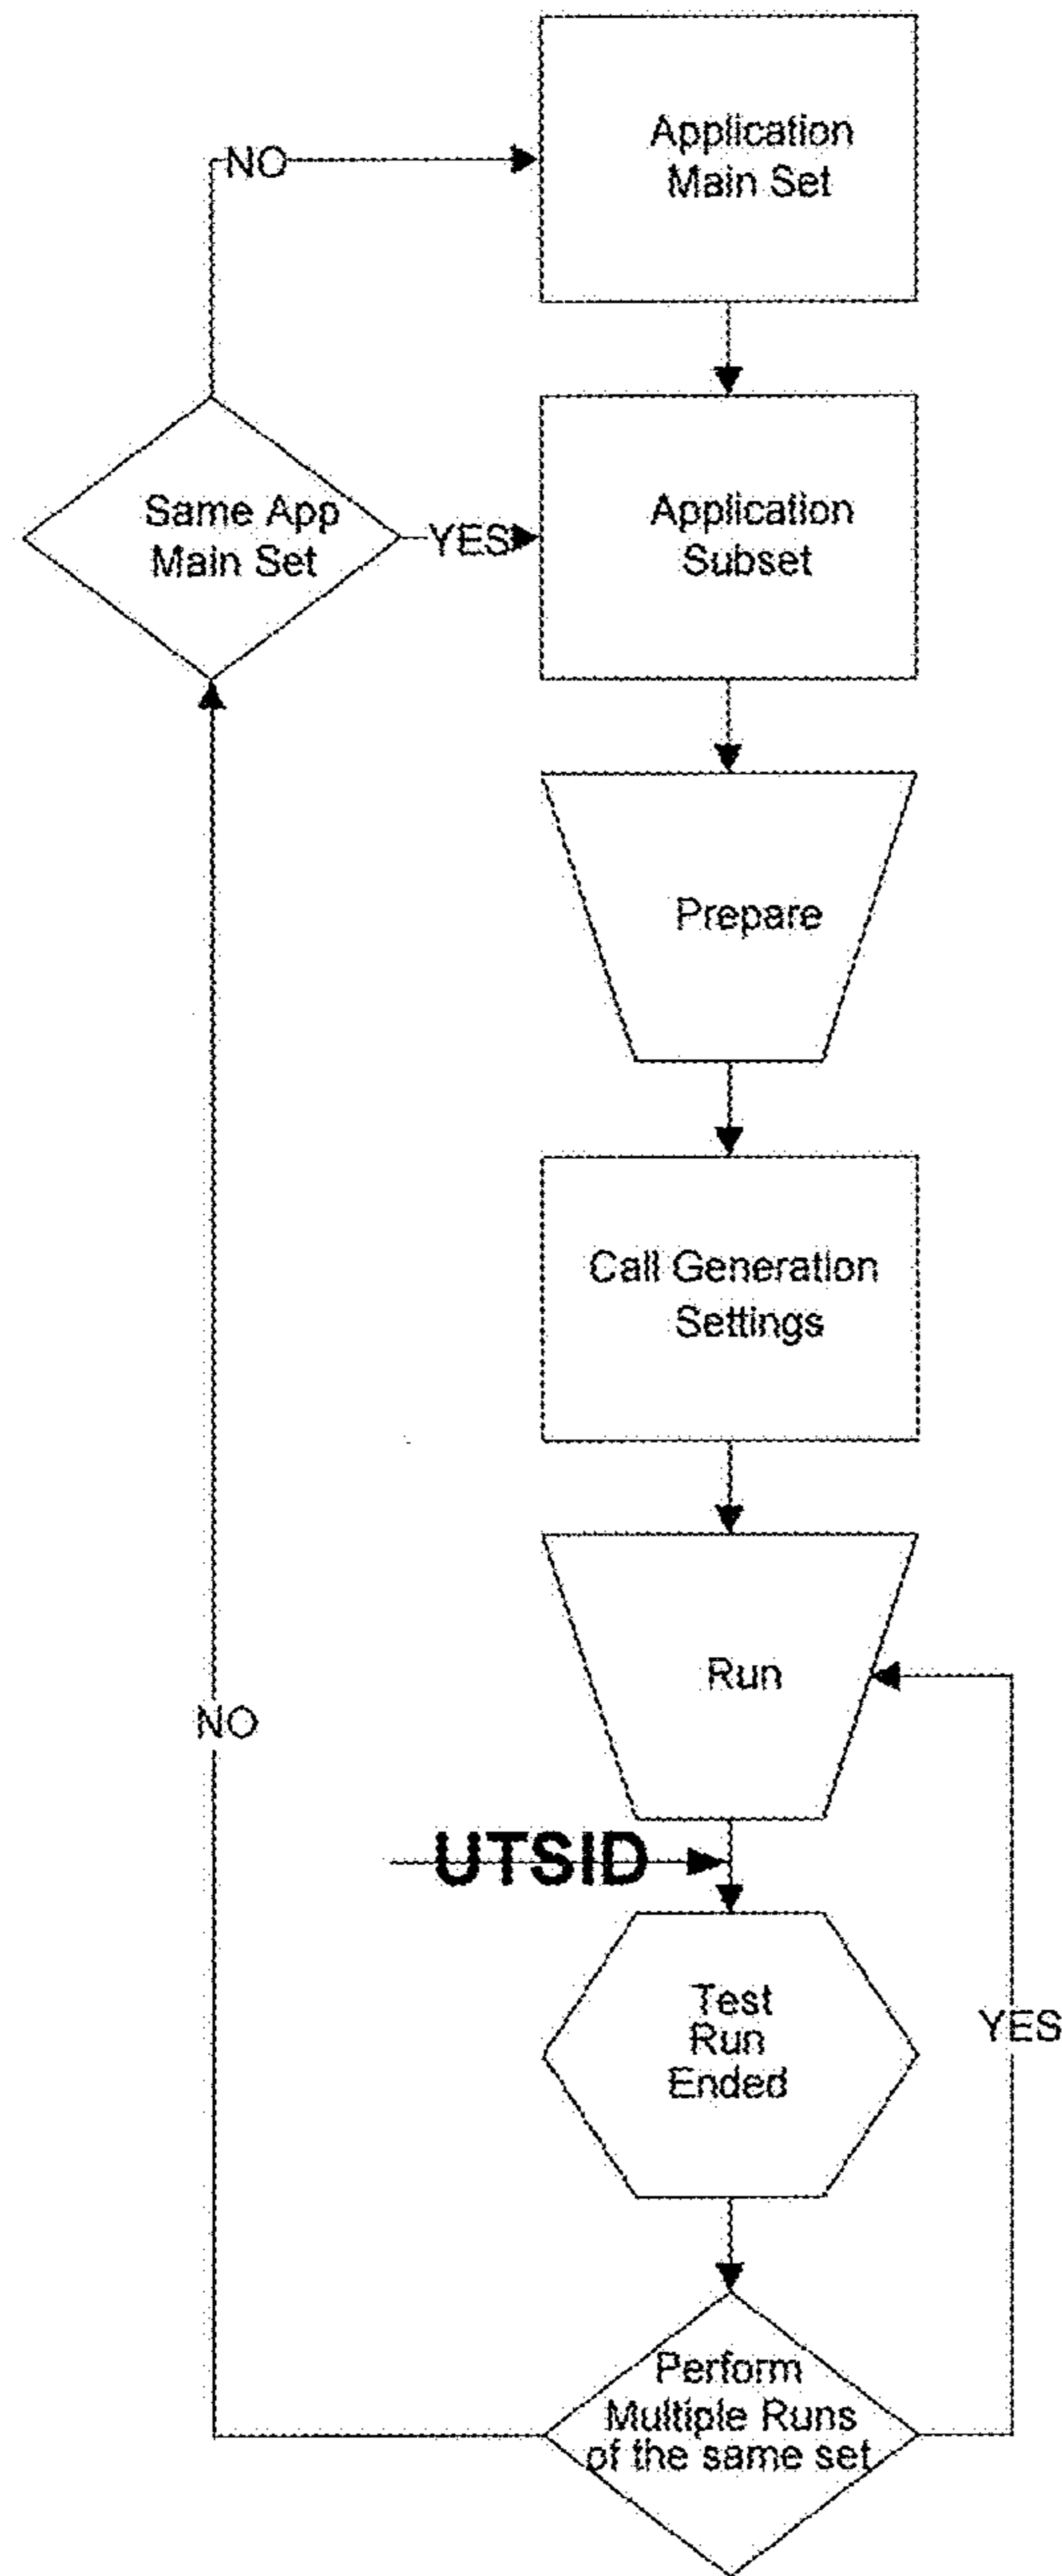 Application
Main Set
NO
Same App
Main Set
YES
Application
Subset
Prepare
Call Generation
Settings
Run
NO
UTSID
Test
Run
Ended
YES
Perform
Multiple Runs
of the same set